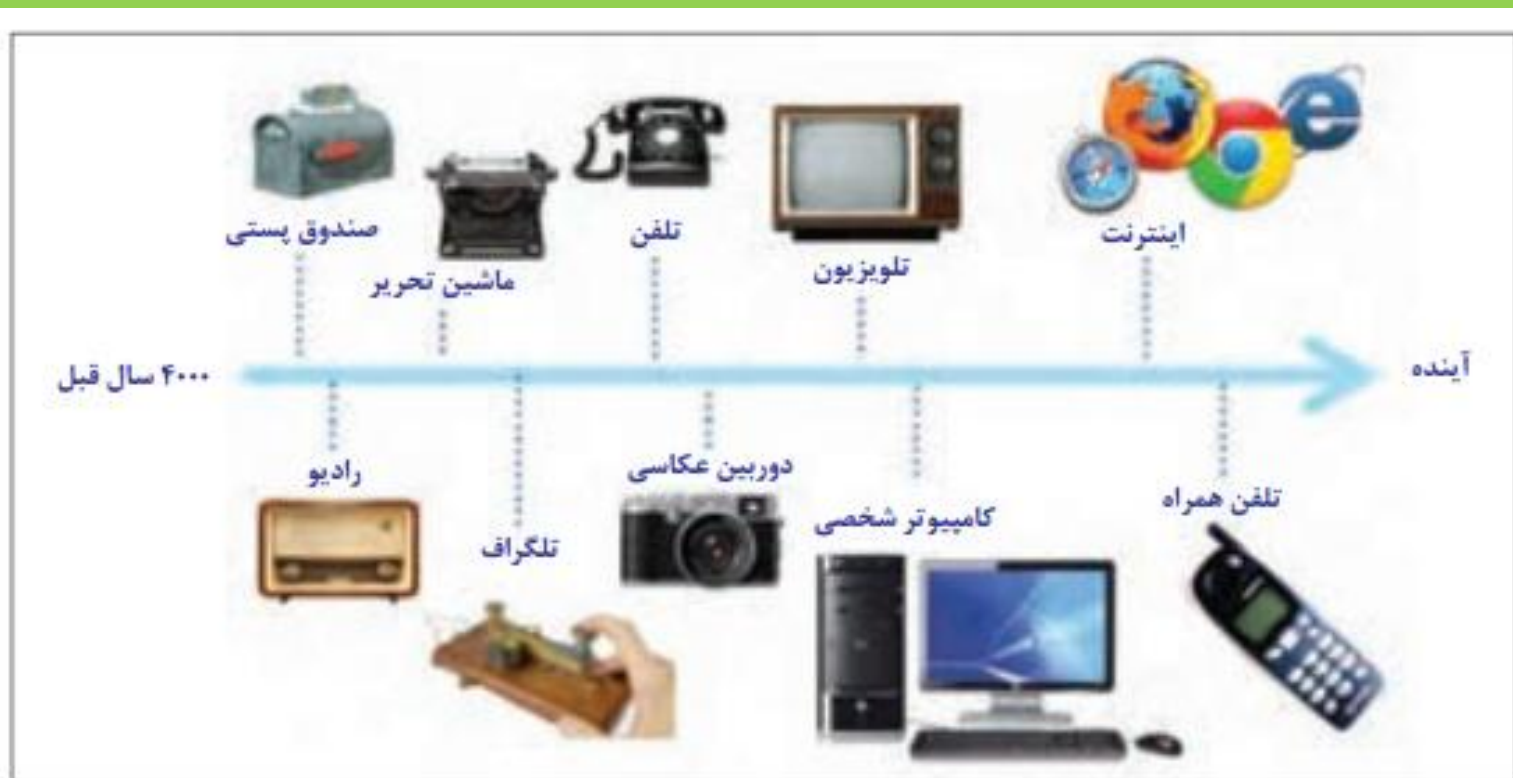 صندوق پستی
ماشین تحریر
تلفن
تلویزیون
اینترنت
۴۰۰۰ سال قبل
آینده
رادیو
تلگراف
دوربین عکاسی
کامپیوتر شخصی
تلفن همراه